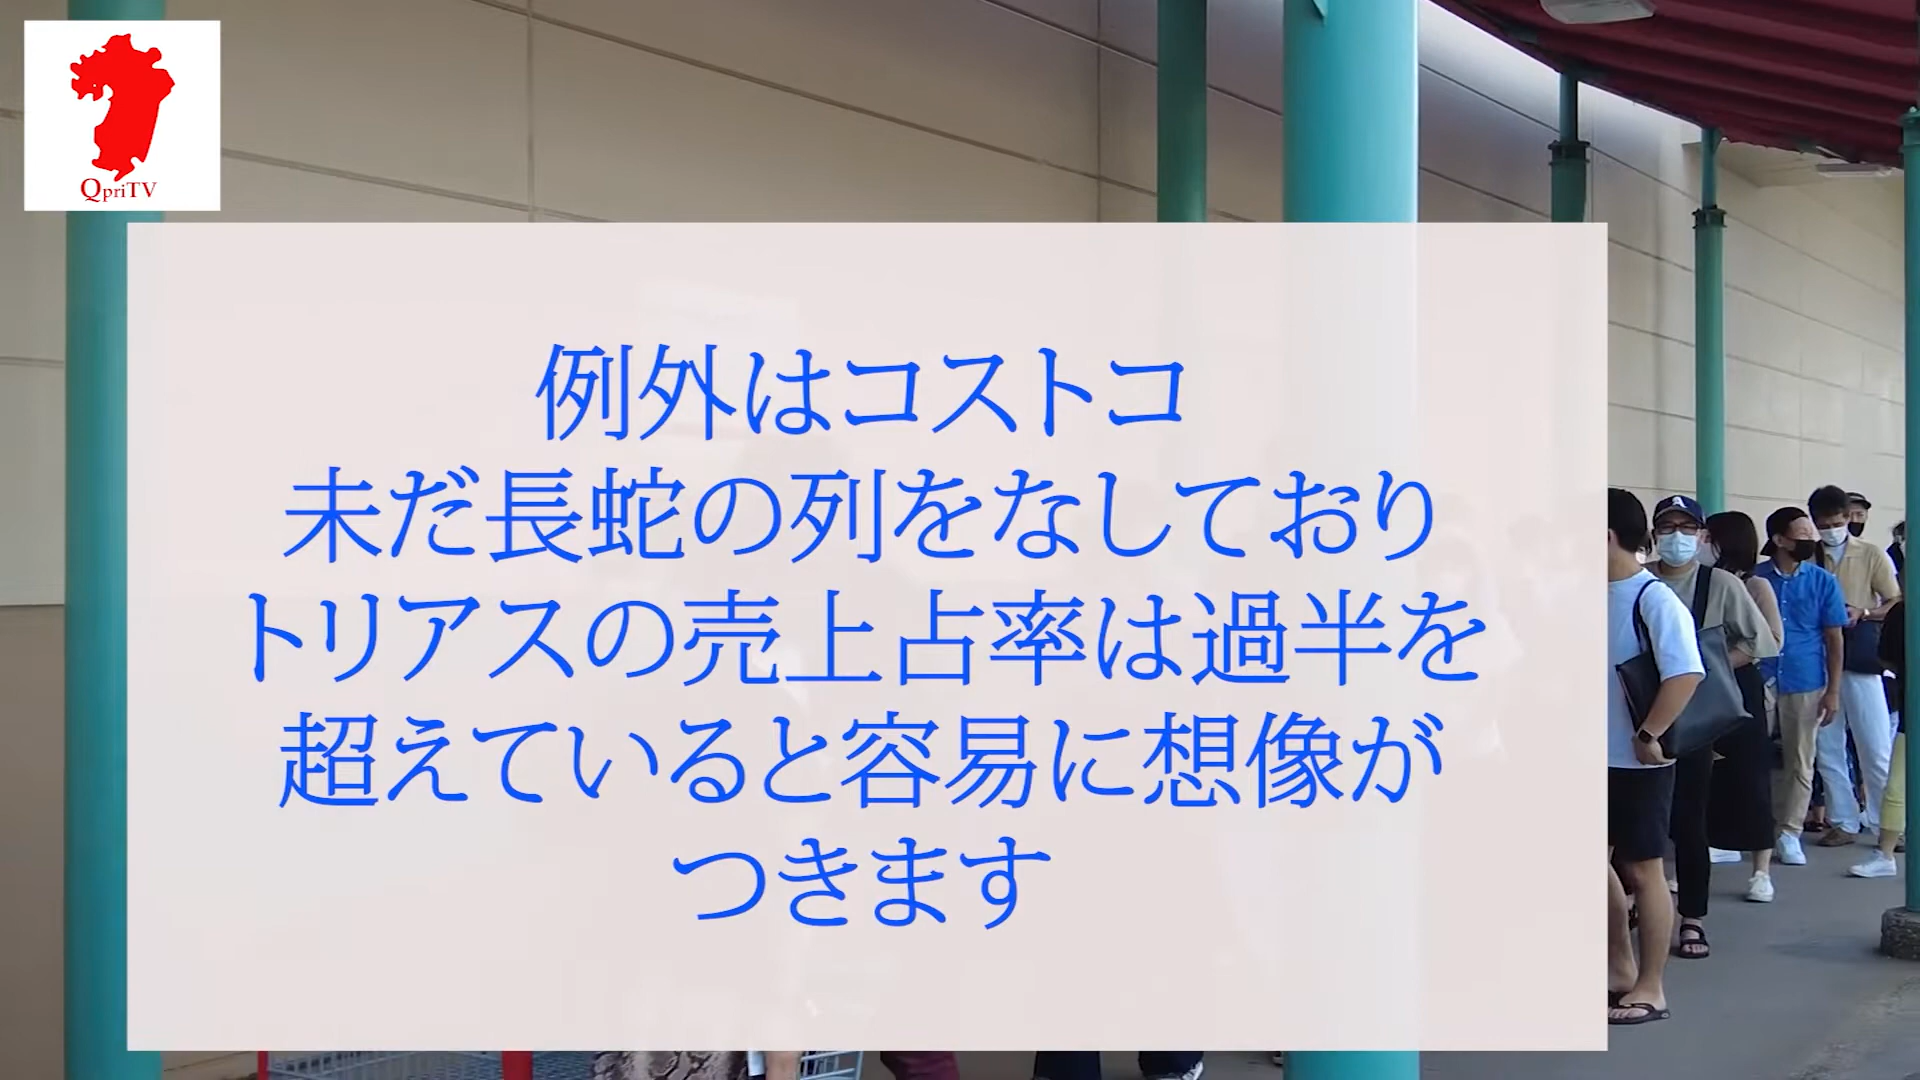 QpriTV
例外はコストコ
未だ長蛇の列をなしており
トリアスの売上占率は過半を
超えていると容易に想像が
つきます